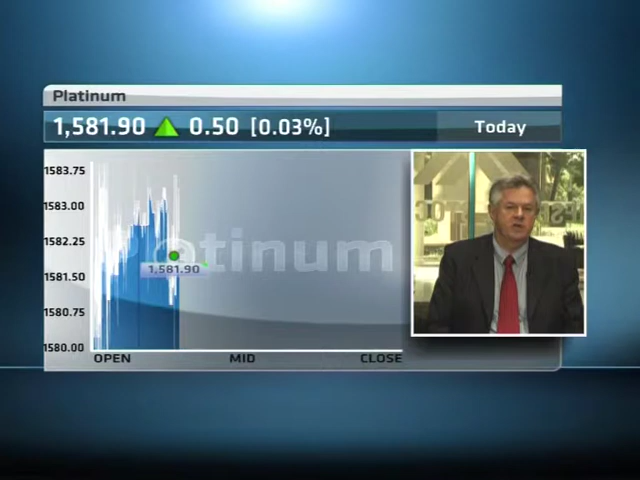 Platinum
1,581.90 0.50 [0.03%] Today
1583.75
1583.00
1582.25
1581.50
1580.75
1580.00
Platinum
1,581.90
OPEN MID CLOSE